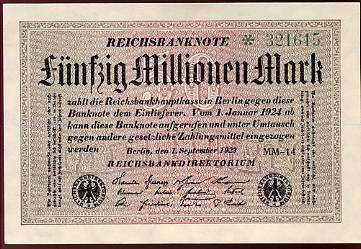 REICHSBANKNOTE * 321615
Fünfzig Millionen Mark
zahlt die Reichsbankhauptkasse in Berlin gegen diese
Banknote dem Einlieferer. Vom 1. Januar 1924 ab
kann diese Banknote aufgerufen und unter Umtausch
gegen andere gesetzliche Zahlungsmittel eingezogen
werden
Berlin, den 1. September 1923 MM-14
REICHSBANKDIREKTORIUM